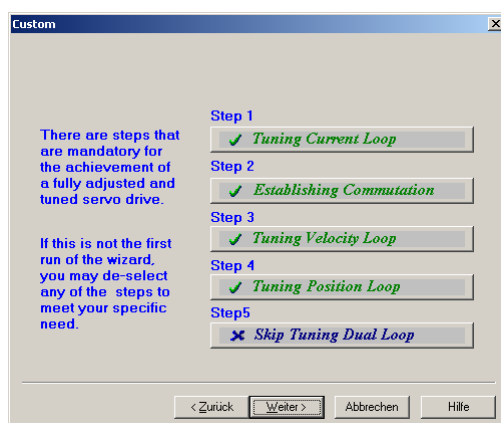 Custom
There are steps that
are mandatory for
the achievement of
a fully adjusted and
tuned servo drive.
If this is not the first
run of the wizard,
you may de-select
any of the steps to
meet your specific
need.
Step 1
Tuning Current Loop
Step 2
Establishing Commutation
Step 3
Tuning Velocity Loop
Step 4
Tuning Position Loop
Step5
Skip Tuning Dual Loop
< Zurück
Weiter >
Abbrechen
Hilfe